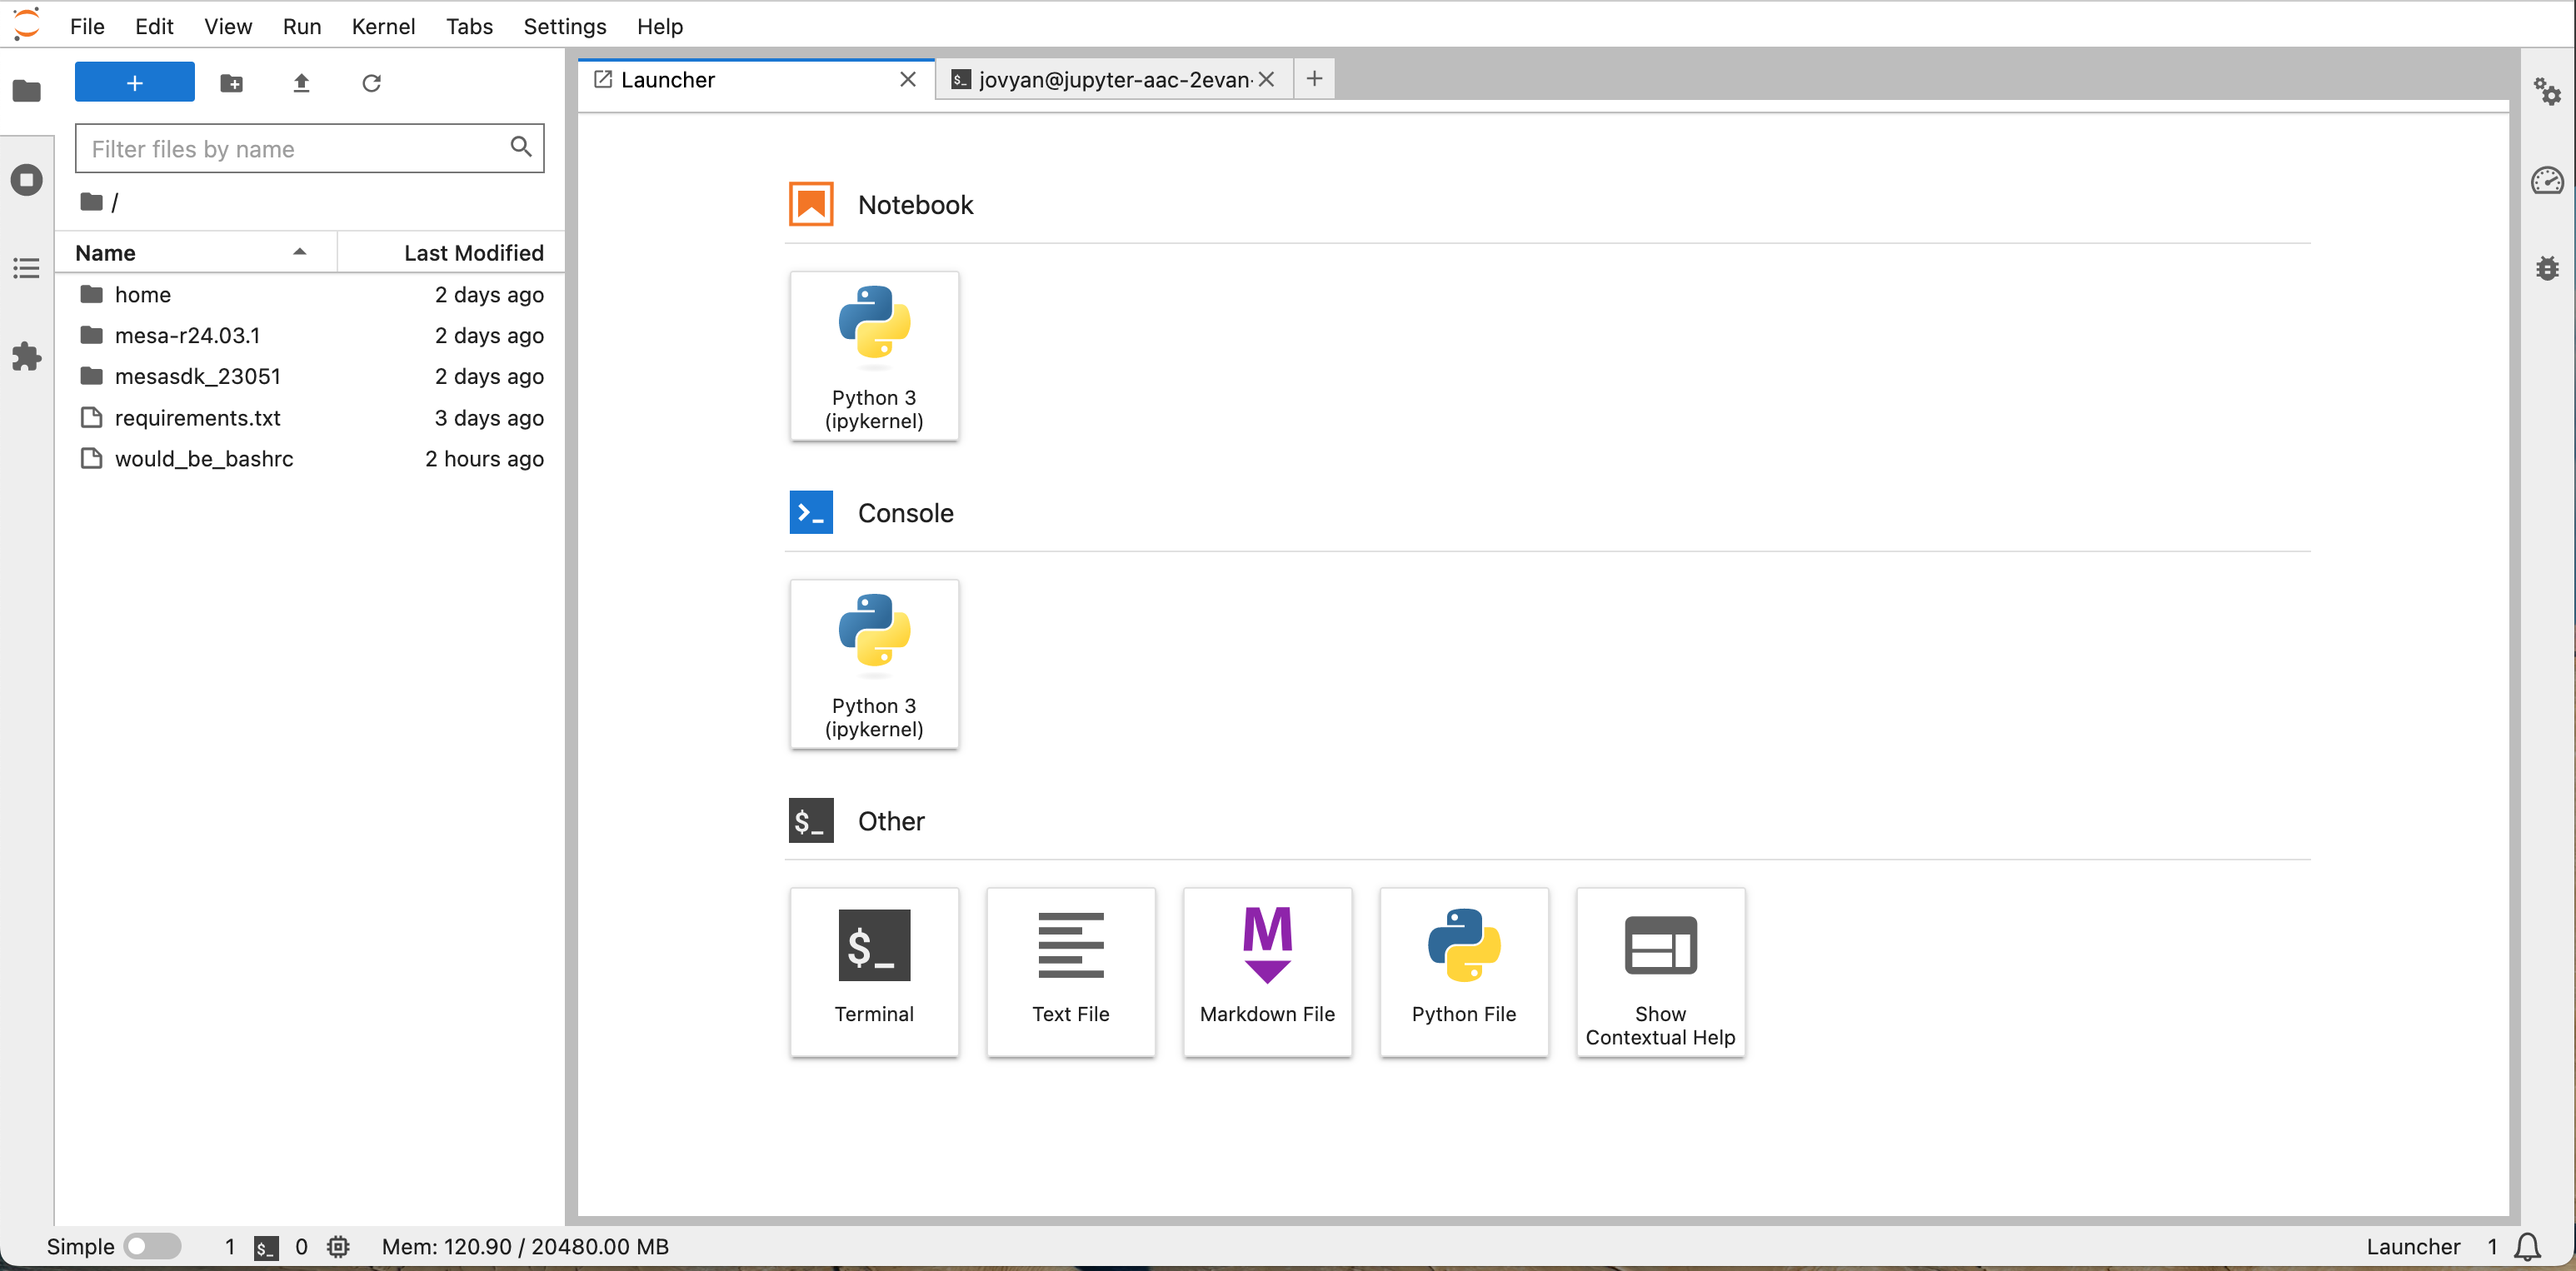 File Edit View Run Kernel Tabs Settings Help
+
Launcher
jovyan@jupyter-aac-2evan-
Filter files by name
/
Name Last Modified
home 2 days ago
mesa-r24.03.1 2 days ago
mesasdk_23051 2 days ago
requirements.txt 3 days ago
would_be_bashrc 2 hours ago
Notebook
Python 3
(ipykernel)
Console
Python 3
(ipykernel)
$_ Other
$_
Terminal
Text File
M
Markdown File
Python File
Show
Contextual Help
Simple 1 $_ 0 Mem: 120.90 / 20480.00 MB Launcher 1